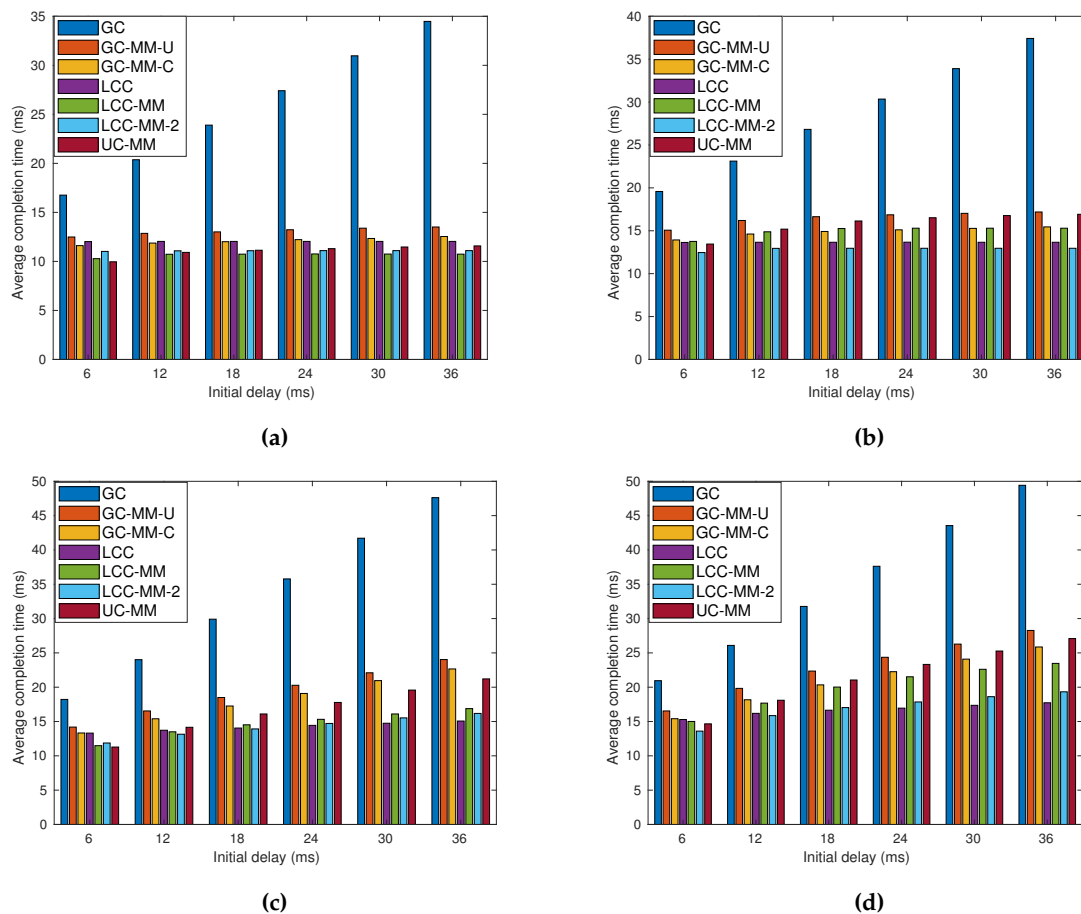 35
30
25
20
15
10
5
0
Average completion time (ms)
GC
GC-MM-U
GC-MM-C
LCC
LCC-MM
LCC-MM-2
UC-MM
6 12 18 24 30 36
Initial delay (ms)
(a)
40
35
30
25
20
15
10
5
0
Average completion time (ms)
GC
GC-MM-U
GC-MM-C
LCC
LCC-MM
LCC-MM-2
UC-MM
6 12 18 24 30 36
Initial delay (ms)
(b)
50
45
40
35
30
25
20
15
10
5
0
Average completion time (ms)
GC
GC-MM-U
GC-MM-C
LCC
LCC-MM
LCC-MM-2
UC-MM
6 12 18 24 30 36
Initial delay (ms)
(c)
50
45
40
35
30
25
20
15
10
5
0
Average completion time (ms)
GC
GC-MM-U
GC-MM-C
LCC
LCC-MM
LCC-MM-2
UC-MM
6 12 18 24 30 36
Initial delay (ms)
(d)